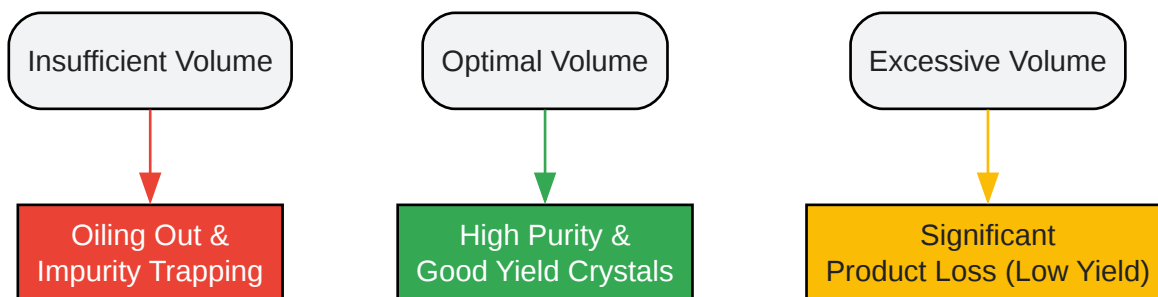 Insufficient Volume
Optimal Volume
Excessive Volume
Oiling Out &
Impurity Trapping
High Purity &
Good Yield Crystals
Significant
Product Loss (Low Yield)